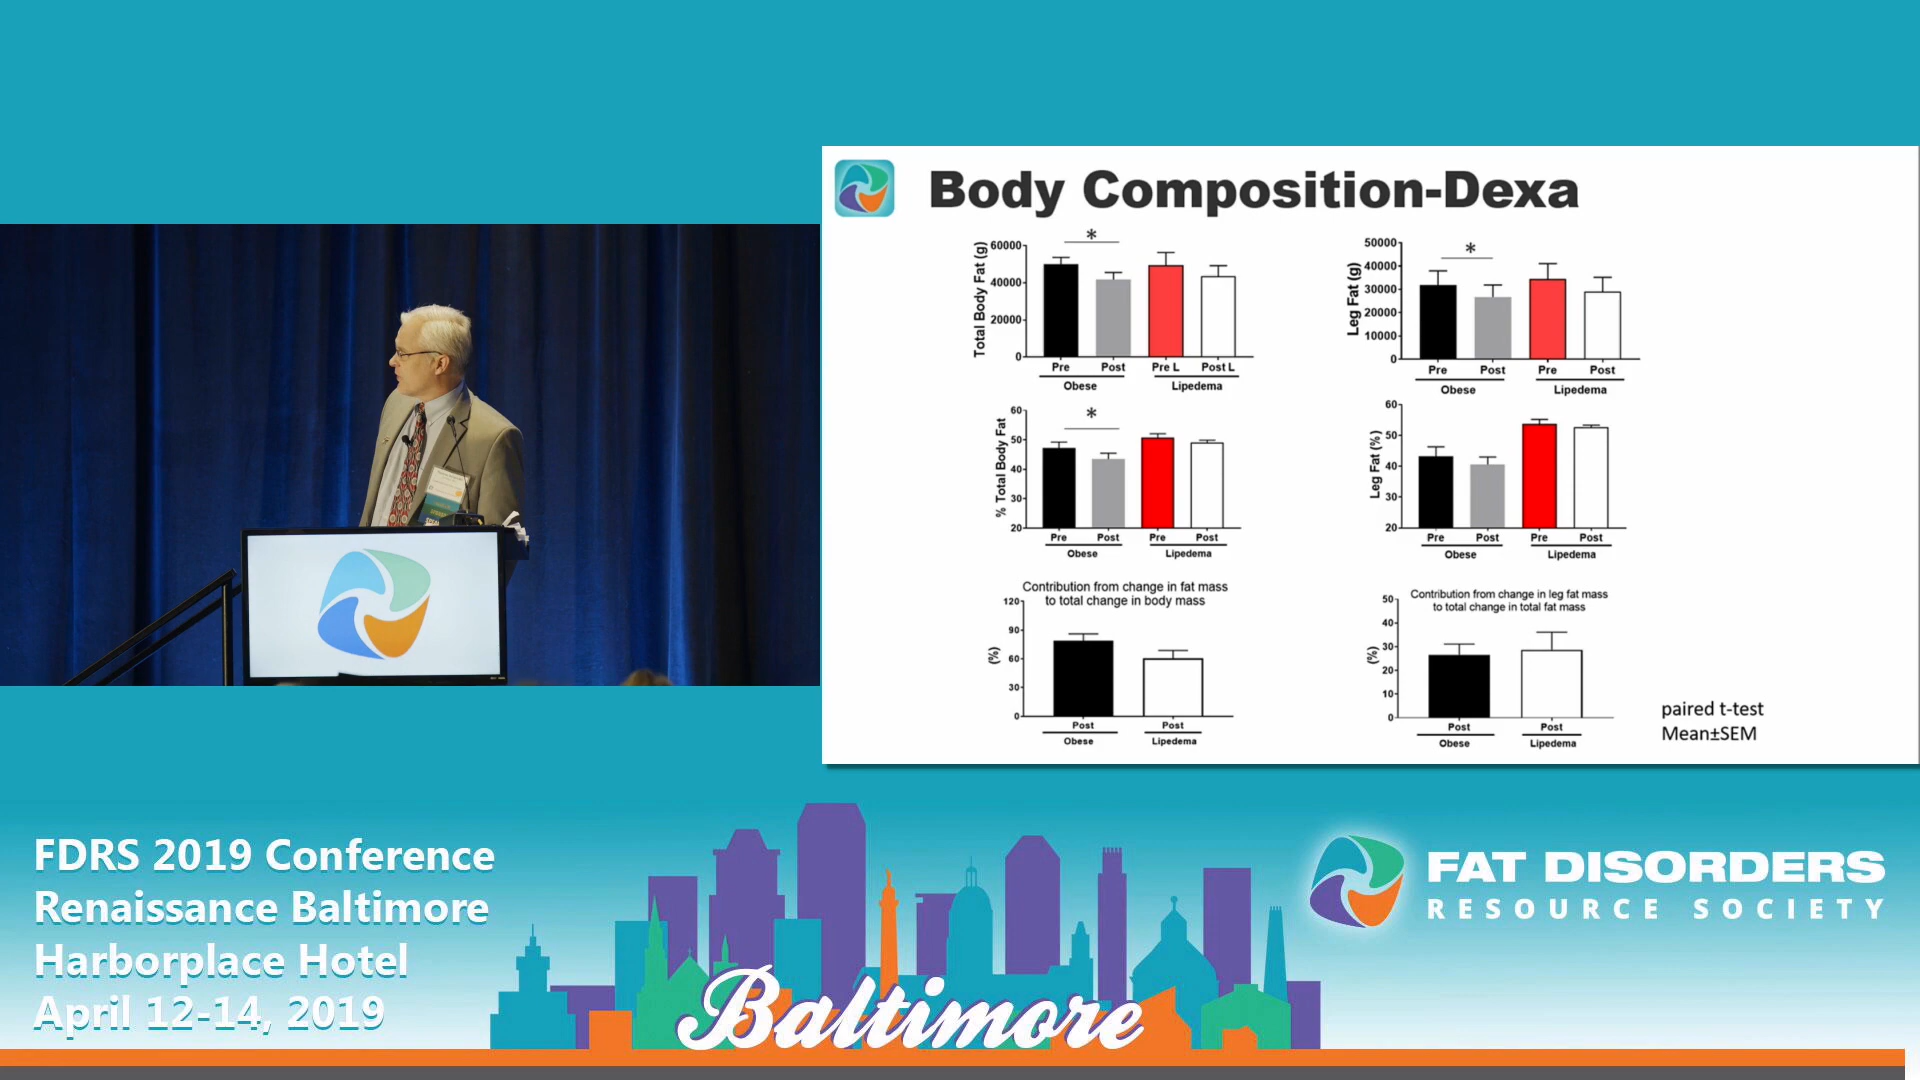 Body Composition-Dexa
*
Total Body Fat (g)
60000
40000
20000
0
Pre Post Pre L Post L
Obese Lipedema
*
Leg Fat (g)
50000
40000
30000
20000
10000
0
Pre Post Pre Post
Obese Lipedema
*
% Total Body Fat
60
50
40
30
20
Pre Post Pre Post
Obese Lipedema
Leg Fat (%)
60
50
40
30
20
Pre Post Pre Post
Obese Lipedema
Contribution from change in fat mass
to total change in body mass
(%)
120
90
60
30
0
Post Post
Obese Lipedema
Contribution from change in leg fat mass
to total change in total fat mass
(%)
50
40
30
20
10
0
Post Post
Obese Lipedema
paired t-test
Mean±SEM
FDRS 2019 Conference
Renaissance Baltimore
Harborplace Hotel
April 12-14, 2019
Baltimore
FAT DISORDERS
RESOURCE SOCIETY